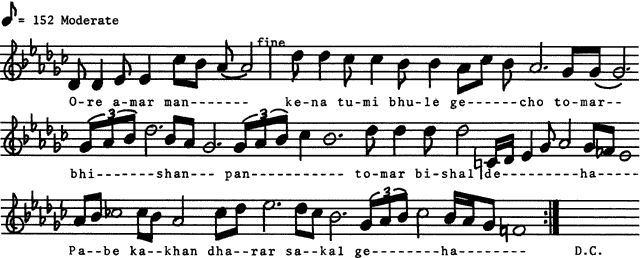 = 152 Moderate
fine
O-re a-mar man------- ke-na tu-mi bhu-le ge------cho to-mar--
3 3
bhi-------shan-- pan------------ to-mar bi-shal de---------ha-----
3
Pa--be ka--khan dha--rar sa--kal ge-------ha-------- D.C.